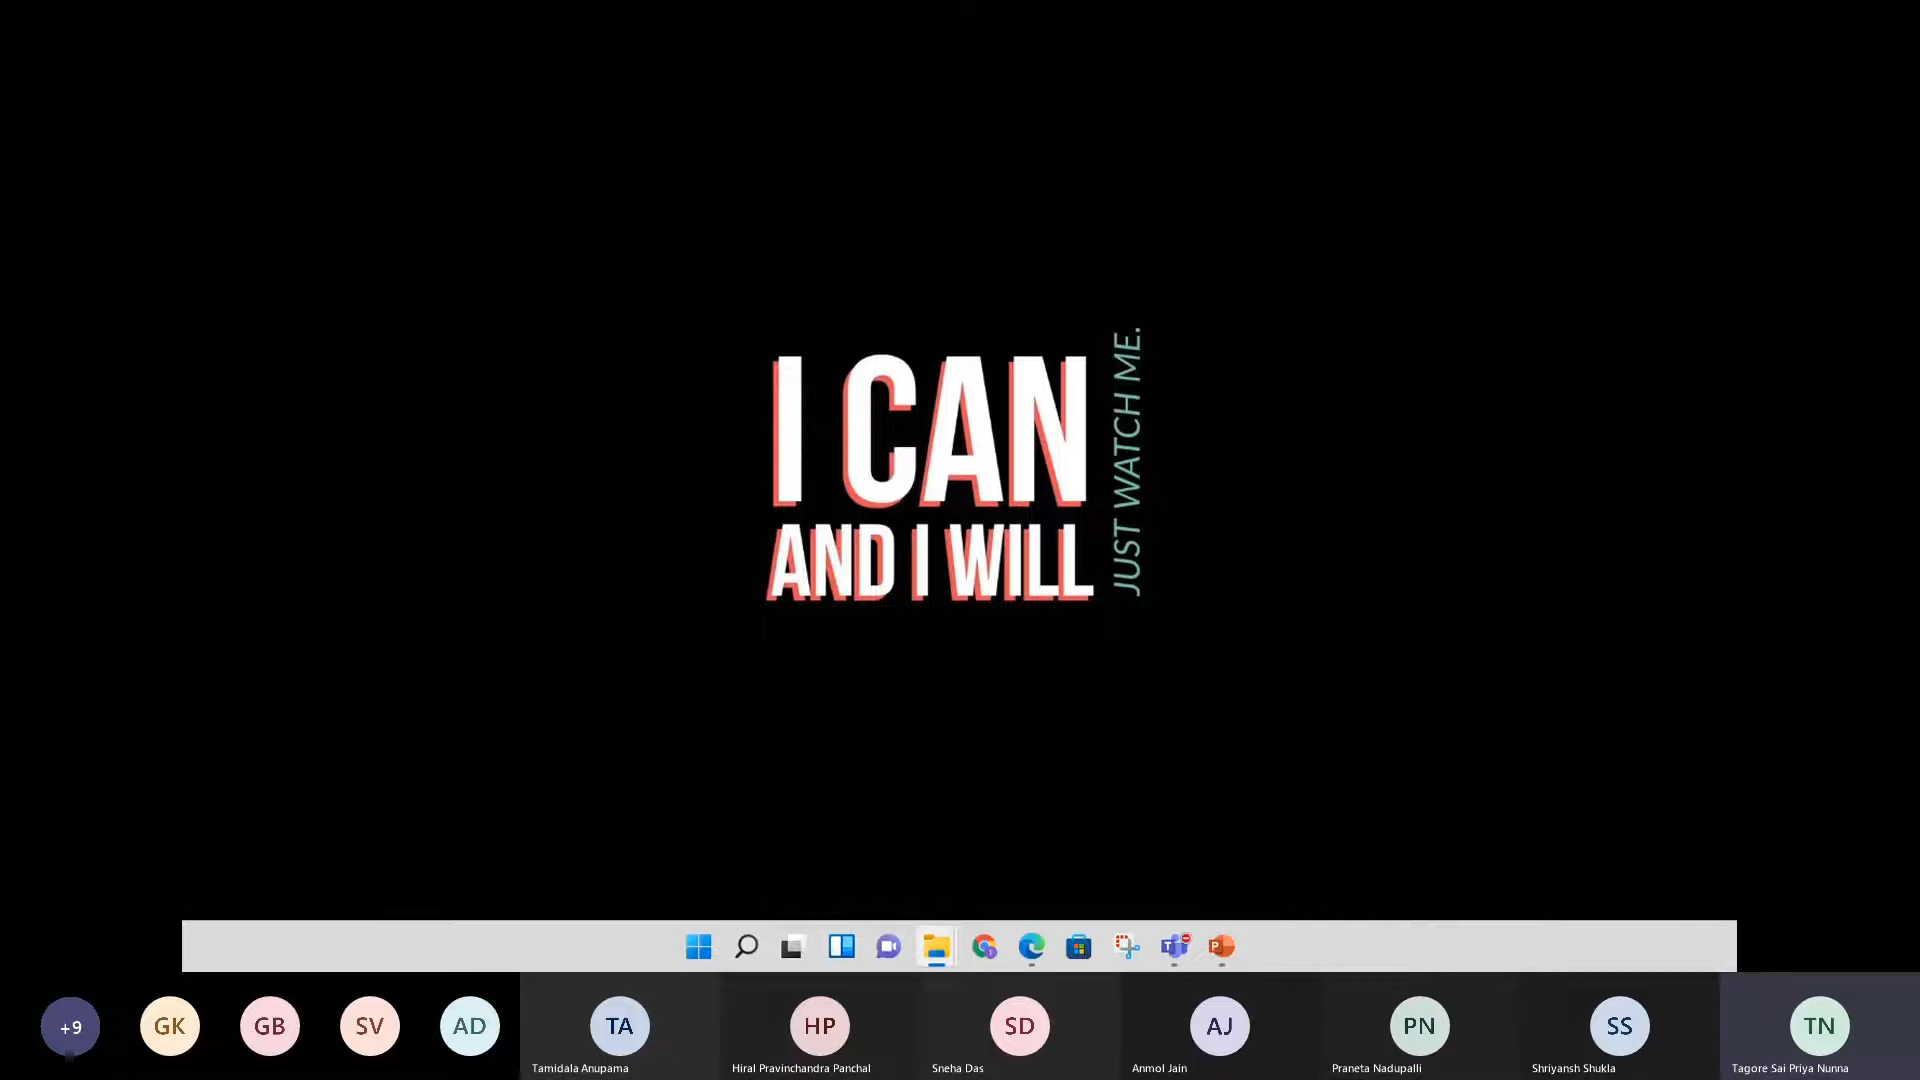 I CAN
AND I WILL
JUST WATCH ME.
+9
GK
GB
SV
AD
TA
HP
SD
AJ
PN
SS
TN
Tamidala Anupama
Hiral Pravinchandra Panchal
Sneha Das
Anmol Jain
Praneta Nadupalli
Shriyansh Shukla
Tagore Sai Priya Nunna